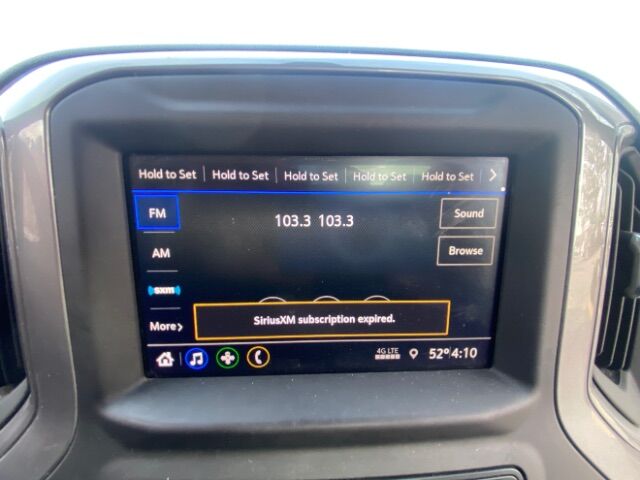 Hold to Set Hold to Set Hold to Set Hold to Set Hold to Set >
FM
103.3 103.3
Sound
AM
Browse
sxm
SiriusXM subscription expired.
More>
4G LTE
52° 4:10